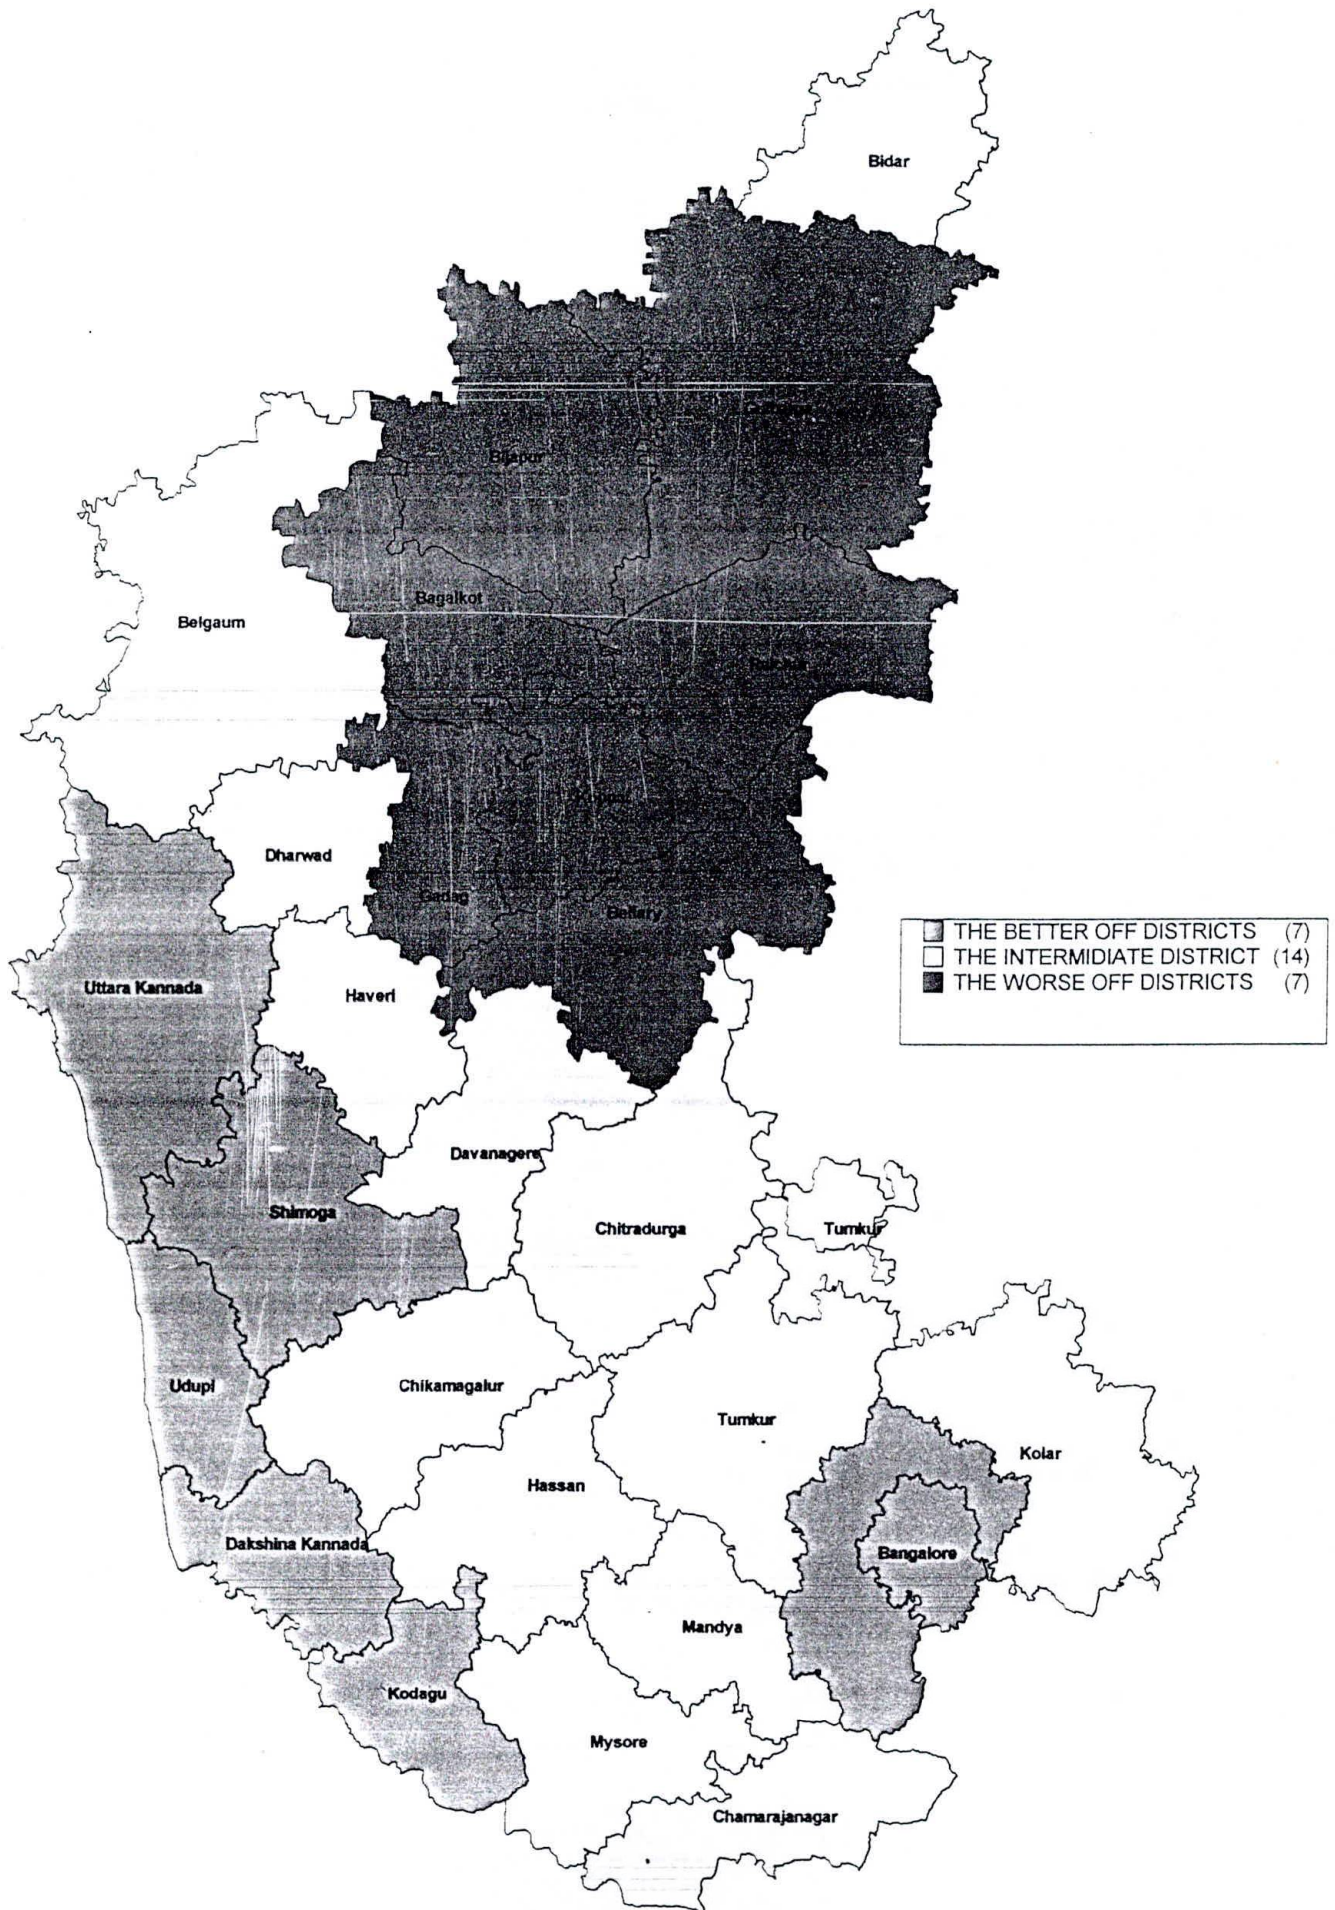 Bidar
Bijapur
Bagalkot
Belgaum
Dharwad
Gadag
Bellary
THE BETTER OFF DISTRICTS (7)
THE INTERMIDIATE DISTRICT (14)
THE WORSE OFF DISTRICTS (7)
Uttara Kannada
Haveri
Davanagere
Shimoga
Chitradurga
Tumkur
Udupi
Chikamagalur
Tumkur
Kolar
Hassan
Dakshina Kannada
Bangalore
Mandya
Kodagu
Mysore
Chamarajanagar